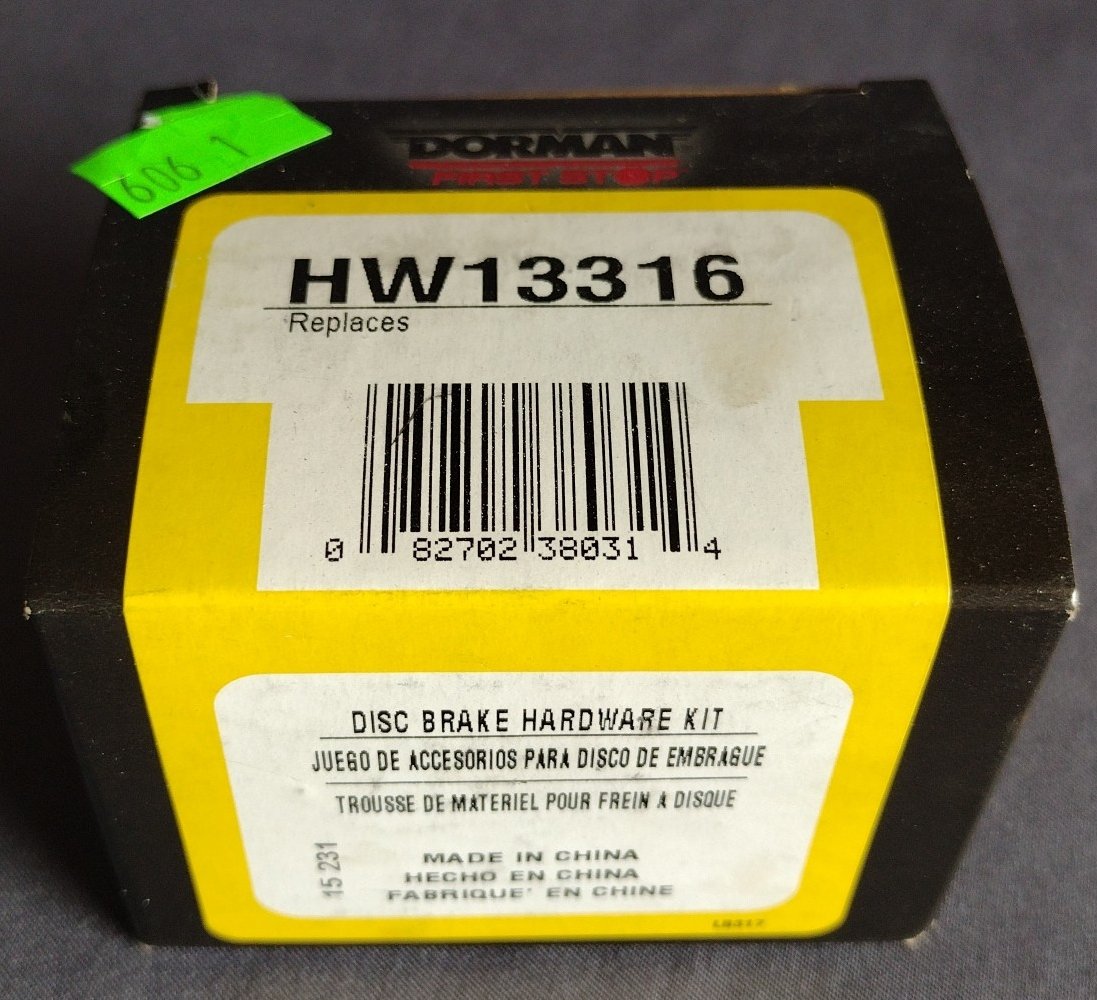 606 1
DORMAN
FIRST STOP
HW13316
Replaces
0 82702 38031 4
DISC BRAKE HARDWARE KIT
JUEGO DE ACCESORIOS PARA DISCO DE EMBRAGUE
TROUSSE DE MATERIEL POUR FREIN A DISQUE
15 231
MADE IN CHINA
HECHO EN CHINA
FABRIQUE' EN CHINE